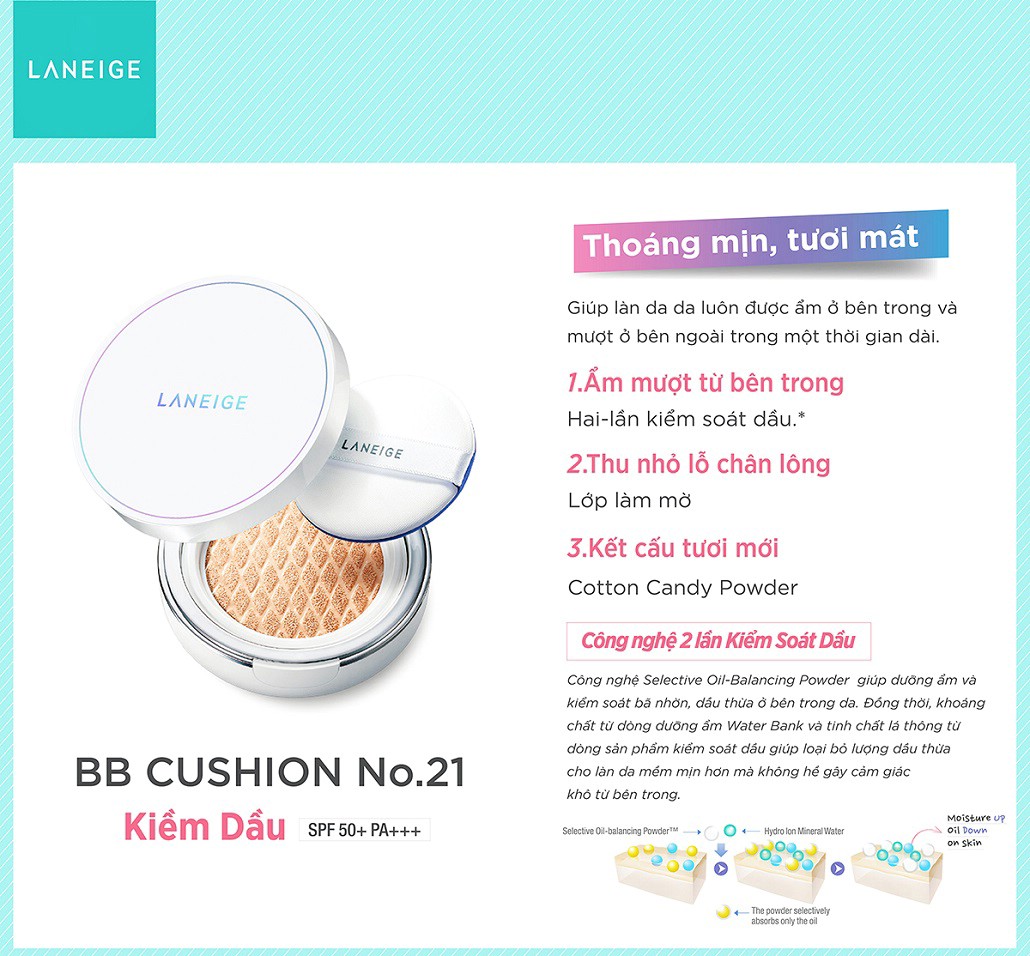 LANEIGE
Thoáng mịn, tươi mát
Giúp làn da da luôn được ẩm ở bên trong và
mượt ở bên ngoài trong một thời gian dài.
1.Ẩm mượt từ bên trong
Hai-lần kiểm soát dầu.*
2.Thu nhỏ lỗ chân lông
Lớp làm mờ
3.Kết cấu tươi mới
Cotton Candy Powder
Công nghệ 2 lần Kiểm Soát Dầu
Công nghệ Selective Oil-Balancing Powder giúp dưỡng ẩm và
kiểm soát bã nhờn, dầu thừa ở bên trong da. Đồng thời, khoáng
chất từ dòng dưỡng ẩm Water Bank và tinh chất lá thông từ
dòng sản phẩm kiểm soát dầu giúp loại bỏ lượng dầu thừa
cho làn da mềm mịn hơn mà không hề gây cảm giác
khô từ bên trong.
LANEIGE
LANEIGE
BB CUSHION No.21
Kiềm Dầu SPF 50+ PA+++
Selective Oil-balancing Powder™
Hydro Ion Mineral Water
Moisture up
Oil Down
on skin
The powder selectively
absorbs only the oil